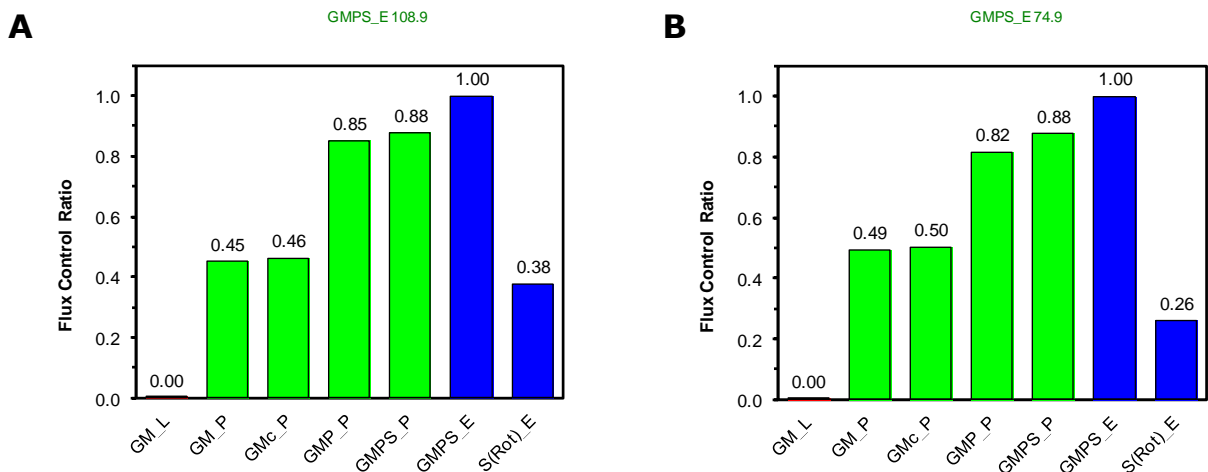 A
GMPS_E 108.9
Flux Control Ratio
1.0
0.8
0.6
0.4
0.2
0.0
0.00
0.45
0.46
0.85
0.88
1.00
0.38
GM_L
GM_P
GMc_P
GMP_P
GMPS_P
GMPS_E
S(Rot)_E
B
GMPS_E 74.9
Flux Control Ratio
1.0
0.8
0.6
0.4
0.2
0.0
0.00
0.49
0.50
0.82
0.88
1.00
0.26
GM_L
GM_P
GMc_P
GMP_P
GMPS_P
GMPS_E
S(Rot)_E